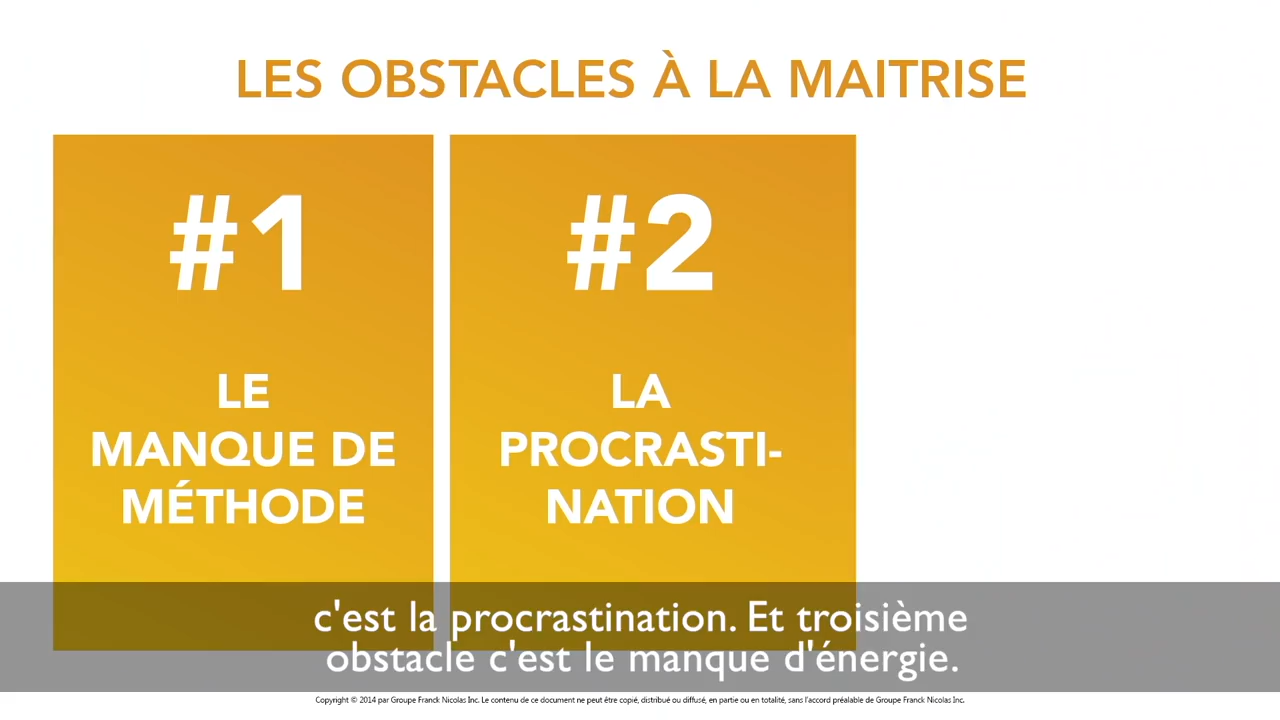 LES OBSTACLES À LA MAITRISE
#1
LE
MANQUE DE
MÉTHODE
#2
LA
PROCRASTI-
NATION
c'est la procrastination. Et troisième
obstacle c'est le manque d'énergie.
Copyright © 2014 par Groupe Franck Nicolas Inc. Le contenu de ce document ne peut être copié, distribué ou diffusé, en partie ou en totalité, sans l'accord préalable de Groupe Franck Nicolas Inc.